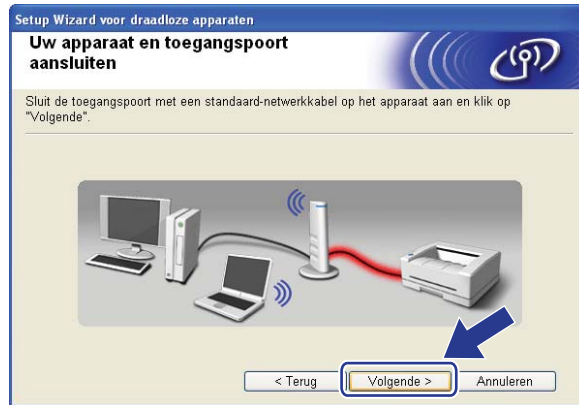 Setup Wizard voor draadloze apparaten
Uw apparaat en toegangspoort
aansluiten
Sluit de toegangspoort met een standaard-netwerkkabel op het apparaat aan en klik op
"Volgende".
< Terug Volgende > Annuleren